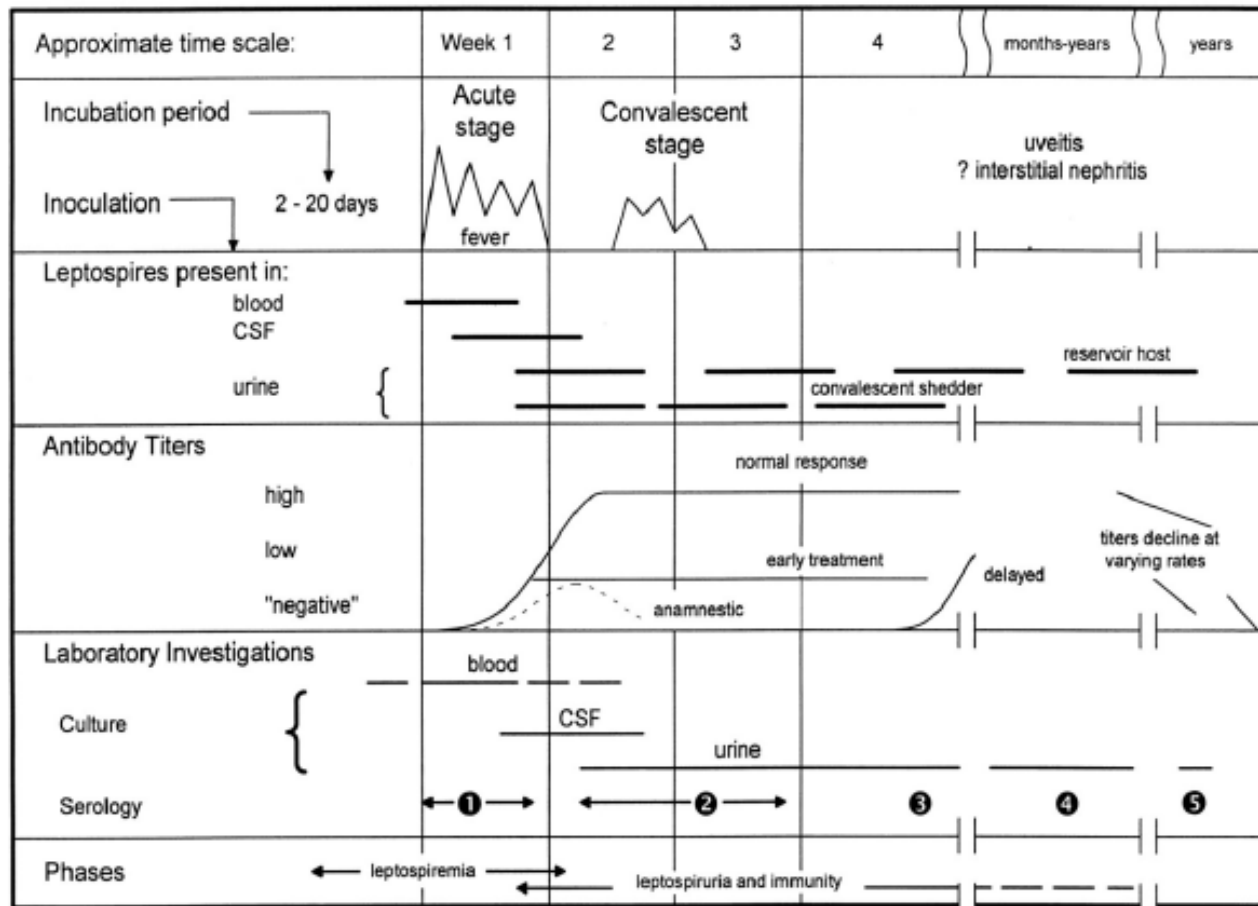 Approximate time scale: Week 1 2 3 4 months-years years
Incubation period
Acute
stage
Convalescent
stage
uveitis
? interstitial nephritis
Inoculation 2 - 20 days
fever
Leptospires present in:
blood
CSF
reservoir host
urine
convalescent shedder
Antibody Titers
normal response
high
titers decline at
varying rates
low
early treatment
delayed
"negative"
anamnestic
Laboratory Investigations
blood
Culture
CSF
urine
Serology ❶ ❷ ❸ ❹ ❺
Phases
leptospiremia
leptospiruria and immunity